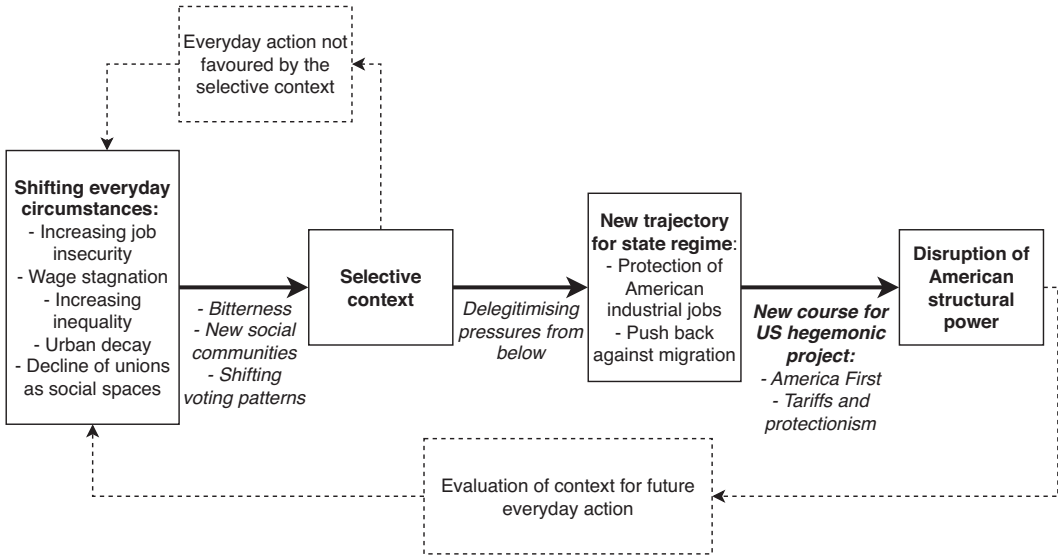 Everyday action not
favoured by the
selective context
Shifting everyday
circumstances:
- Increasing job
insecurity
- Wage stagnation
- Increasing
inequality
- Urban decay
- Decline of unions
as social spaces
- Bitterness
- New social
communities
- Shifting
voting patterns
Selective
context
Delegitimising
pressures from
below
New trajectory
for state regime:
- Protection of
American
industrial jobs
- Push back
against migration
New course for
US hegemonic
project:
- America First
- Tariffs and
protectionism
Disruption of
American
structural
power
Evaluation of context for future
everyday action